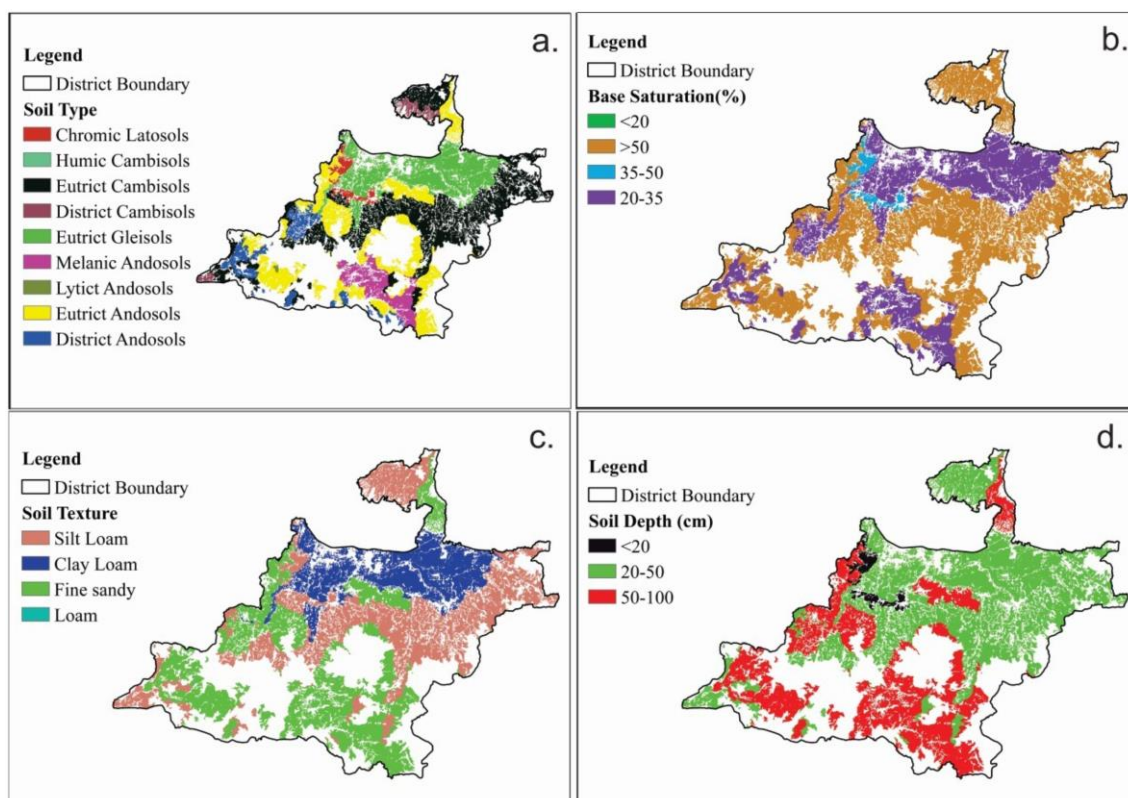 a.
Legend
District Boundary
Soil Type
Chromic Latosols
Humic Cambisols
Eutric Cambisols
District Cambisols
Eutrict Gleisols
Melanic Andosols
Lytict Andosols
Eutrict Andosols
District Andosols
b.
Legend
District Boundary
Base Saturation(%)
<20
>50
35-50
20-35
c.
Legend
District Boundary
Soil Texture
Silt Loam
Clay Loam
Fine sandy
Loam
d.
Legend
District Boundary
Soil Depth (cm)
<20
20-50
50-100